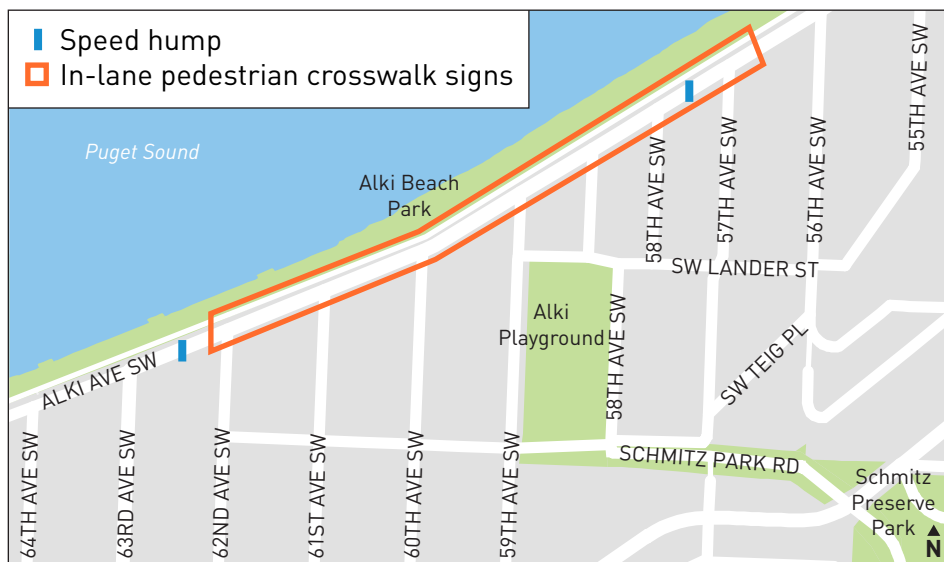 Speed hump
In-lane pedestrian crosswalk signs
Puget Sound
Alki Beach
Park
55TH AVE SW
56TH AVE SW
57TH AVE SW
58TH AVE SW
SW LANDER ST
Alki
Playground
58TH AVE SW
SW TEIG PL
ALKI AVE SW
SCHMITZ PARK RD
Schmitz
Preserve
Park
64TH AVE SW
63RD AVE SW
62ND AVE SW
61ST AVE SW
60TH AVE SW
59TH AVE SW
N